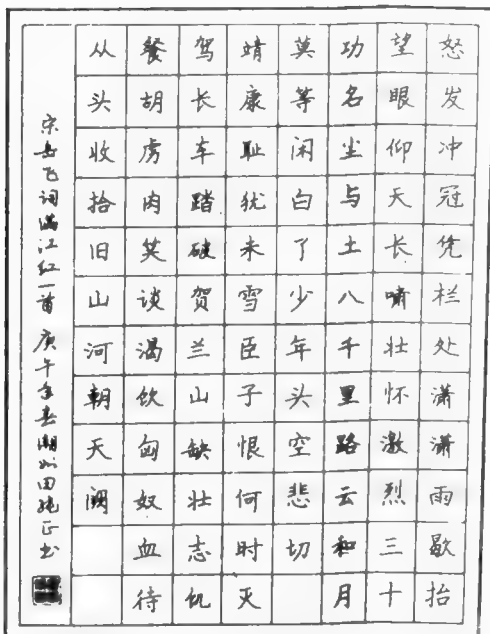 怒发冲冠凭栏处潇潇雨歇抬
望眼仰天长啸壮怀激烈三十
功名尘与土八千里路云和月
莫等闲白了少年头空悲切
靖康耻犹未雪臣子恨何时灭
驾长车踏破贺兰山缺壮志饥
餐胡虏肉笑谈渴饮匈奴血待
从头收拾旧山河朝天阙
宋岳飞词满江红一首 庚午 田 正书